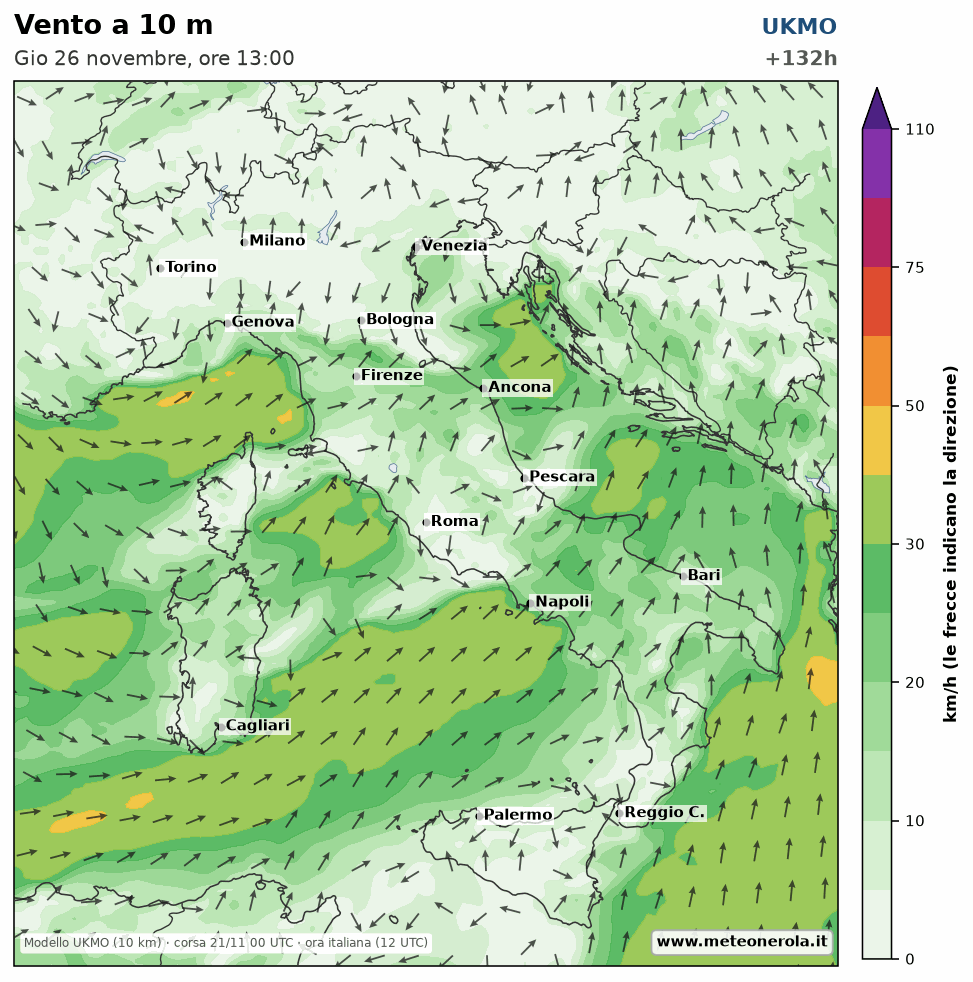 Vento a 10 m
UKMO
Gio 26 novembre, ore 13:00
+132h
110
75
50
30
20
10
0
km/h (le frecce indicano la direzione)
Milano
Venezia
Torino
Genova
Bologna
Firenze
Ancona
Pescara
Roma
Bari
Napoli
Cagliari
Palermo
Reggio C.
Modello UKMO (10 km) · corsa 21/11 00 UTC · ora italiana (12 UTC)
www.meteonerola.it